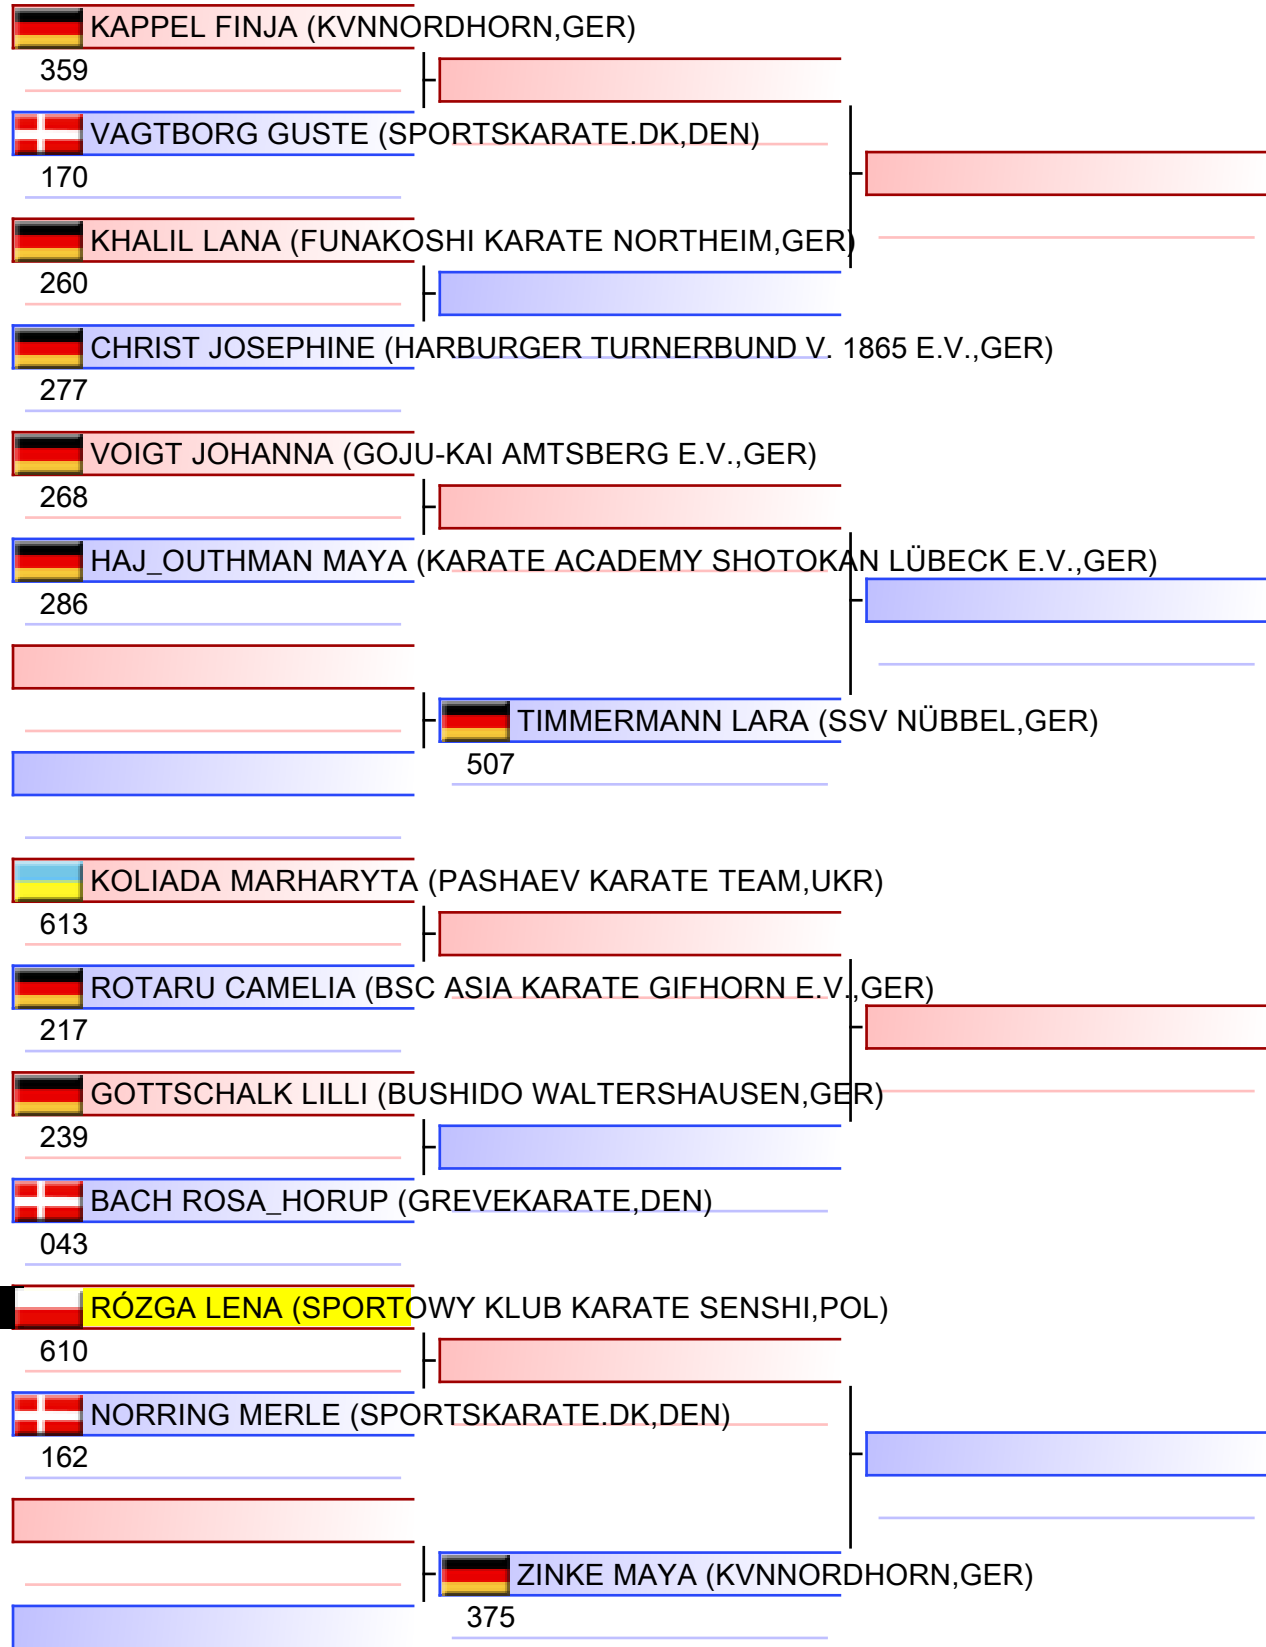 KAPPEL FINJA (KVNNORDHORN,GER)
359
VAGTBORG GUSTE (SPORTSKARATE.DK,DEN)
170
KHALIL LANA (FUNAKOSHI KARATE NORTHEIM,GER)
260
CHRIST JOSEPHINE (HARBURGER TURNERBUND V. 1865 E.V.,GER)
277
VOIGT JOHANNA (GOJU-KAI AMTSBERG E.V.,GER)
268
HAJ_OUTHMAN MAYA (KARATE ACADEMY SHOTOKAN LÜBECK E.V.,GER)
286
TIMMERMANN LARA (SSV NÜBBEL,GER)
507
KOLIADA MARHARYTA (PASHAEV KARATE TEAM,UKR)
613
ROTARU CAMELIA (BSC ASIA KARATE GIFHORN E.V.,GER)
217
GOTTSCHALK LILLI (BUSHIDO WALTERSHAUSEN,GER)
239
BACH ROSA_HORUP (GREVEKARATE,DEN)
043
RÓZGA LENA (SPORTOWY KLUB KARATE SENSHI,POL)
610
NORRING MERLE (SPORTSKARATE.DK,DEN)
162
ZINKE MAYA (KVNNORDHORN,GER)
375